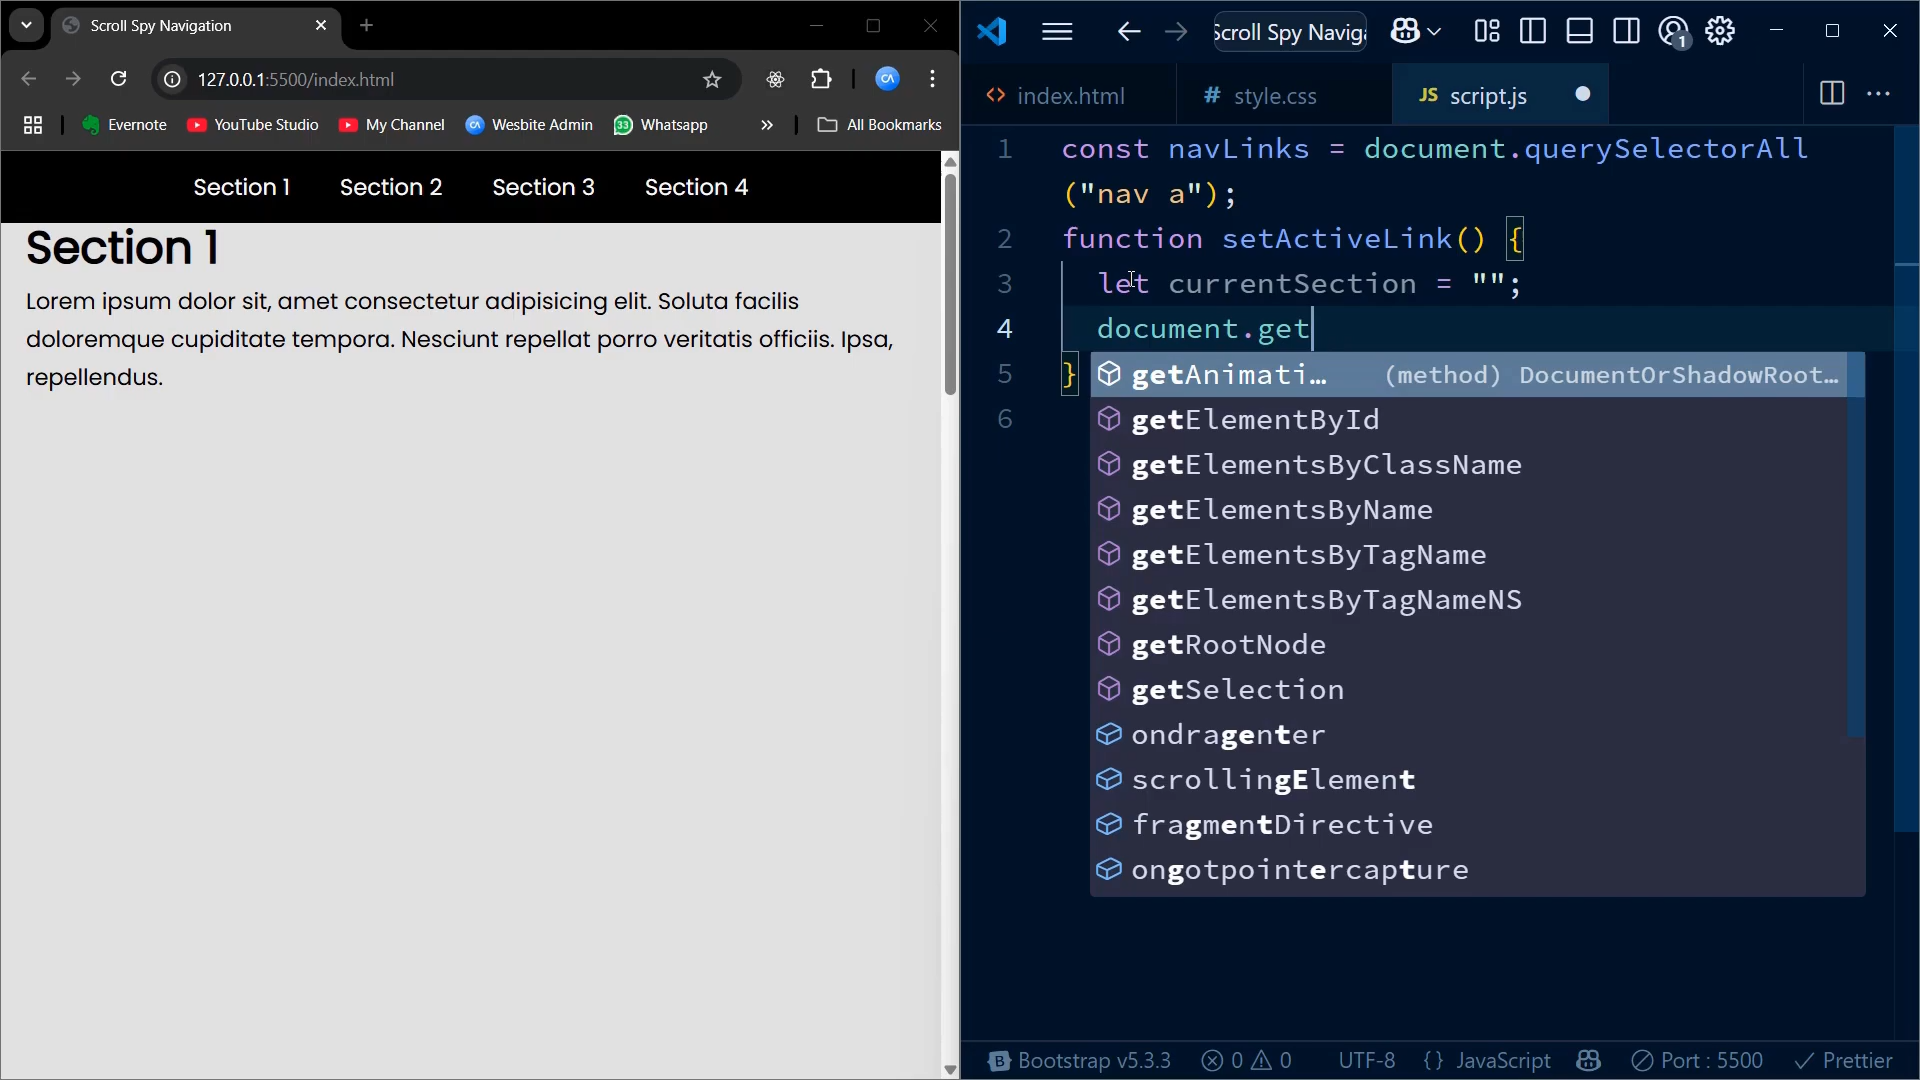 Scroll Spy Navigation
127.0.0.1:5500/index.html
Evernote
YouTube Studio
My Channel
Wesbite Admin
33
Whatsapp
»
All Bookmarks
Section 1
Section 2
Section 3
Section 4
Section 1
Lorem ipsum dolor sit, amet consectetur adipisicing elit. Soluta facilis
doloremque cupiditate tempora. Nesciunt repellat porro veritatis officiis. Ipsa,
repellendus.
Scroll Spy Naviga
1
<> index.html
# style.css
JS script.js
1 const navLinks = document.querySelectorAll
("nav a");
2 function setActiveLink() {
3 let currentSection = "";
4 document.get
5 }
6
getAnimati… (method) DocumentOrShadowRoot…
getElementById
getElementsByClassName
getElementsByName
getElementsByTagName
getElementsByTagNameNS
getRootNode
getSelection
ondragenter
scrollingElement
fragmentDirective
ongotpointercapture
B Bootstrap v5.3.3
0
0
UTF-8
{ } JavaScript
Port : 5500
Prettier